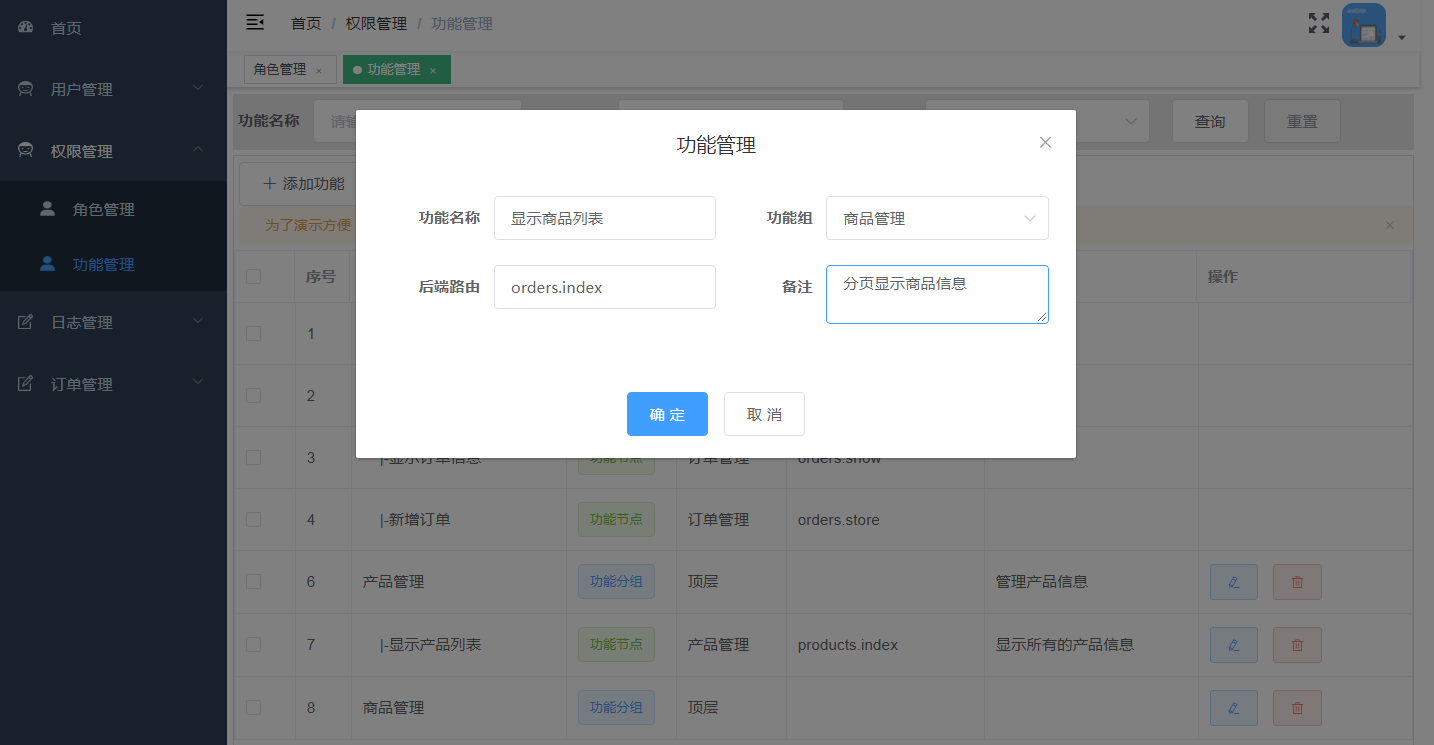 首页
用户管理
权限管理
角色管理
功能管理
日志管理
订单管理
首页 / 权限管理 / 功能管理
角色管理 ×
功能管理 ×
功能名称 查询 重置
添加功能
为了演示方便
功能管理
功能名称 显示商品列表 功能组 商品管理
后端路由 orders.index 备注 分页显示商品信息
确 定 取 消
序号 操作
1
2
3 |-显示订单信息 功能节点 订单管理 orders.show
4 |-新增订单 功能节点 订单管理 orders.store
6 产品管理 功能分组 顶层 管理产品信息
7 |-显示产品列表 功能节点 产品管理 products.index 显示所有的产品信息
8 商品管理 功能分组 顶层